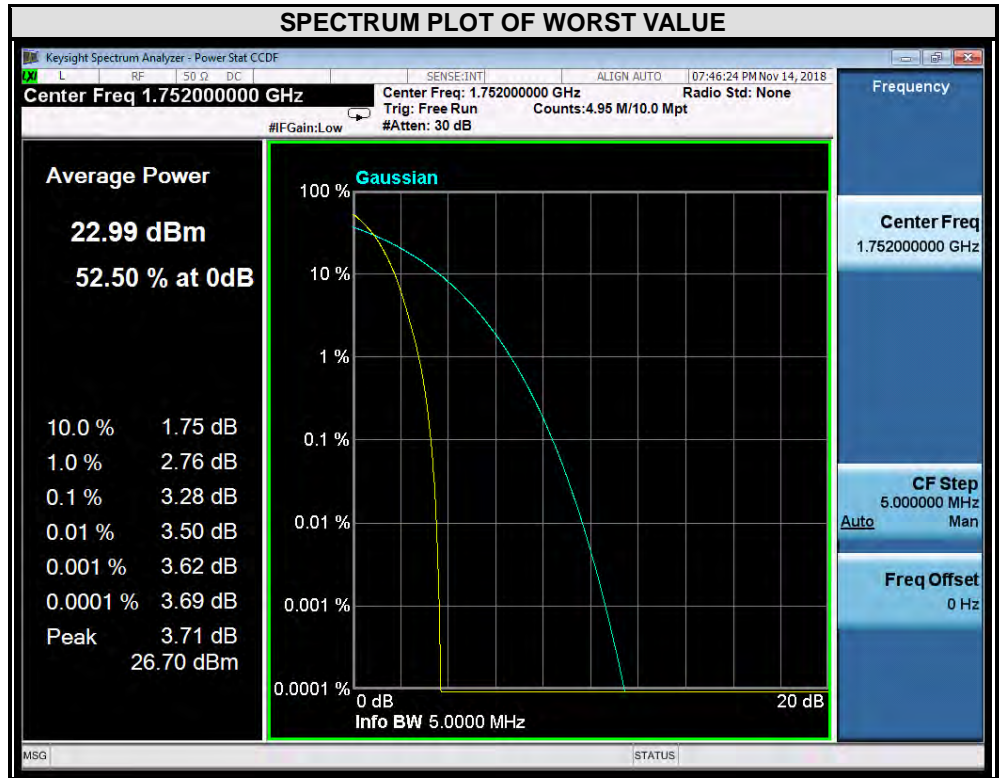 SPECTRUM PLOT OF WORST VALUE
Keysight Spectrum Analyzer - Power Stat CCDF
LXI L RF 50 Ω DC SENSE:INT ALIGN AUTO 07:46:24 PM Nov 14, 2018
Center Freq 1.752000000 GHz
Center Freq: 1.752000000 GHz Radio Std: None
Trig: Free Run Counts:4.95 M/10.0 Mpt
#IFGain:Low #Atten: 30 dB
Average Power
22.99 dBm
52.50 % at 0dB
10.0 % 1.75 dB
1.0 % 2.76 dB
0.1 % 3.28 dB
0.01 % 3.50 dB
0.001 % 3.62 dB
0.0001 % 3.69 dB
Peak 3.71 dB
26.70 dBm
Gaussian
100 %
10 %
1 %
0.1 %
0.01 %
0.001 %
0.0001 %
0 dB 20 dB
Info BW 5.0000 MHz
Frequency
Center Freq
1.752000000 GHz
CF Step
5.000000 MHz
Auto Man
Freq Offset
0 Hz
MSG STATUS